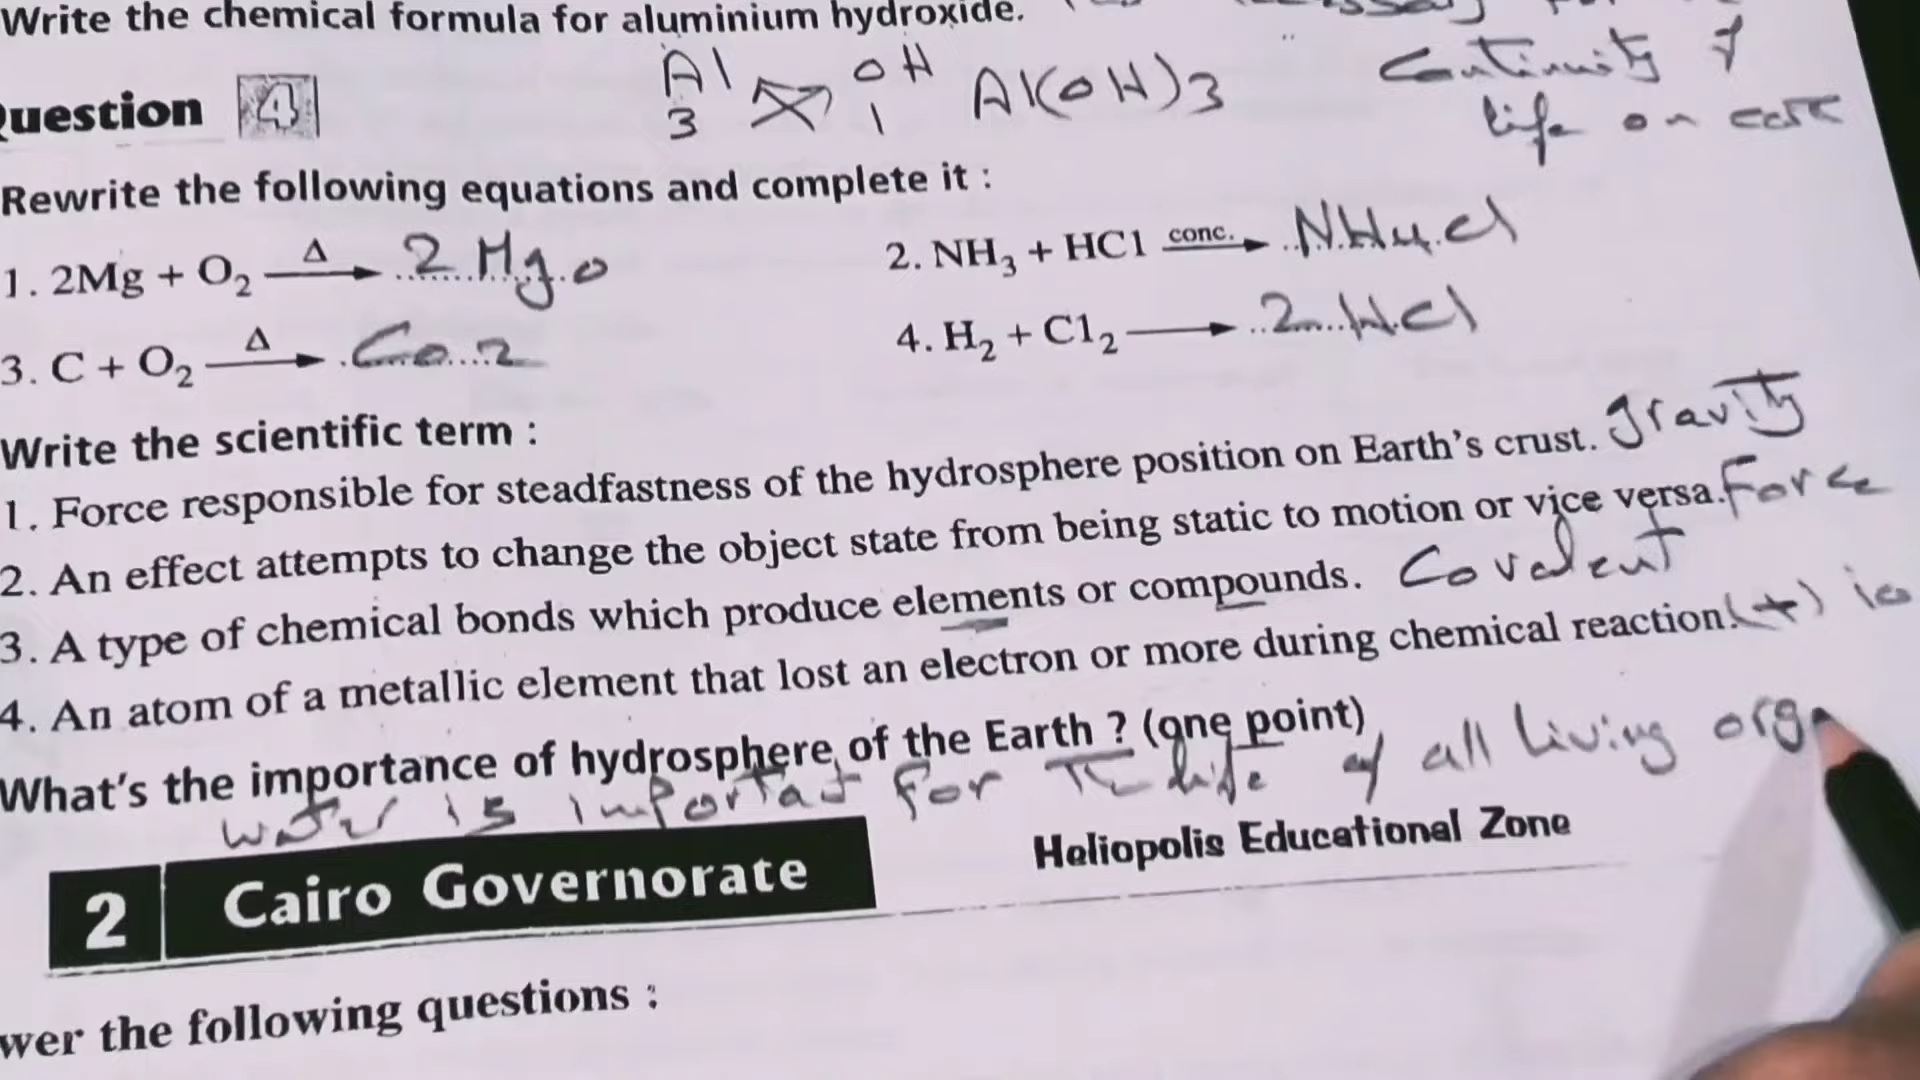 Write the chemical formula for aluminium hydroxide.
Al OH Al(OH)3
3 1
Continuity of
life on
Question 4
Rewrite the following equations and complete it :
1. 2Mg + O2 Δ→ 2 Mgo
2. NH3 + HCl conc.→ NH4Cl
3. C + O2 Δ→ Co2
4. H2 + Cl2 → 2 HCl
Write the scientific term :
1. Force responsible for steadfastness of the hydrosphere position on Earth's crust. gravity
2. An effect attempts to change the object state from being static to motion or vice versa. Force
3. A type of chemical bonds which produce elements or compounds. Covalent
4. An atom of a metallic element that lost an electron or more during chemical reaction. (+) io
What's the importance of hydrosphere of the Earth ? (one point)
water is important for the life of all living org
2 Cairo Governorate
Heliopolis Educational Zone
wer the following questions :